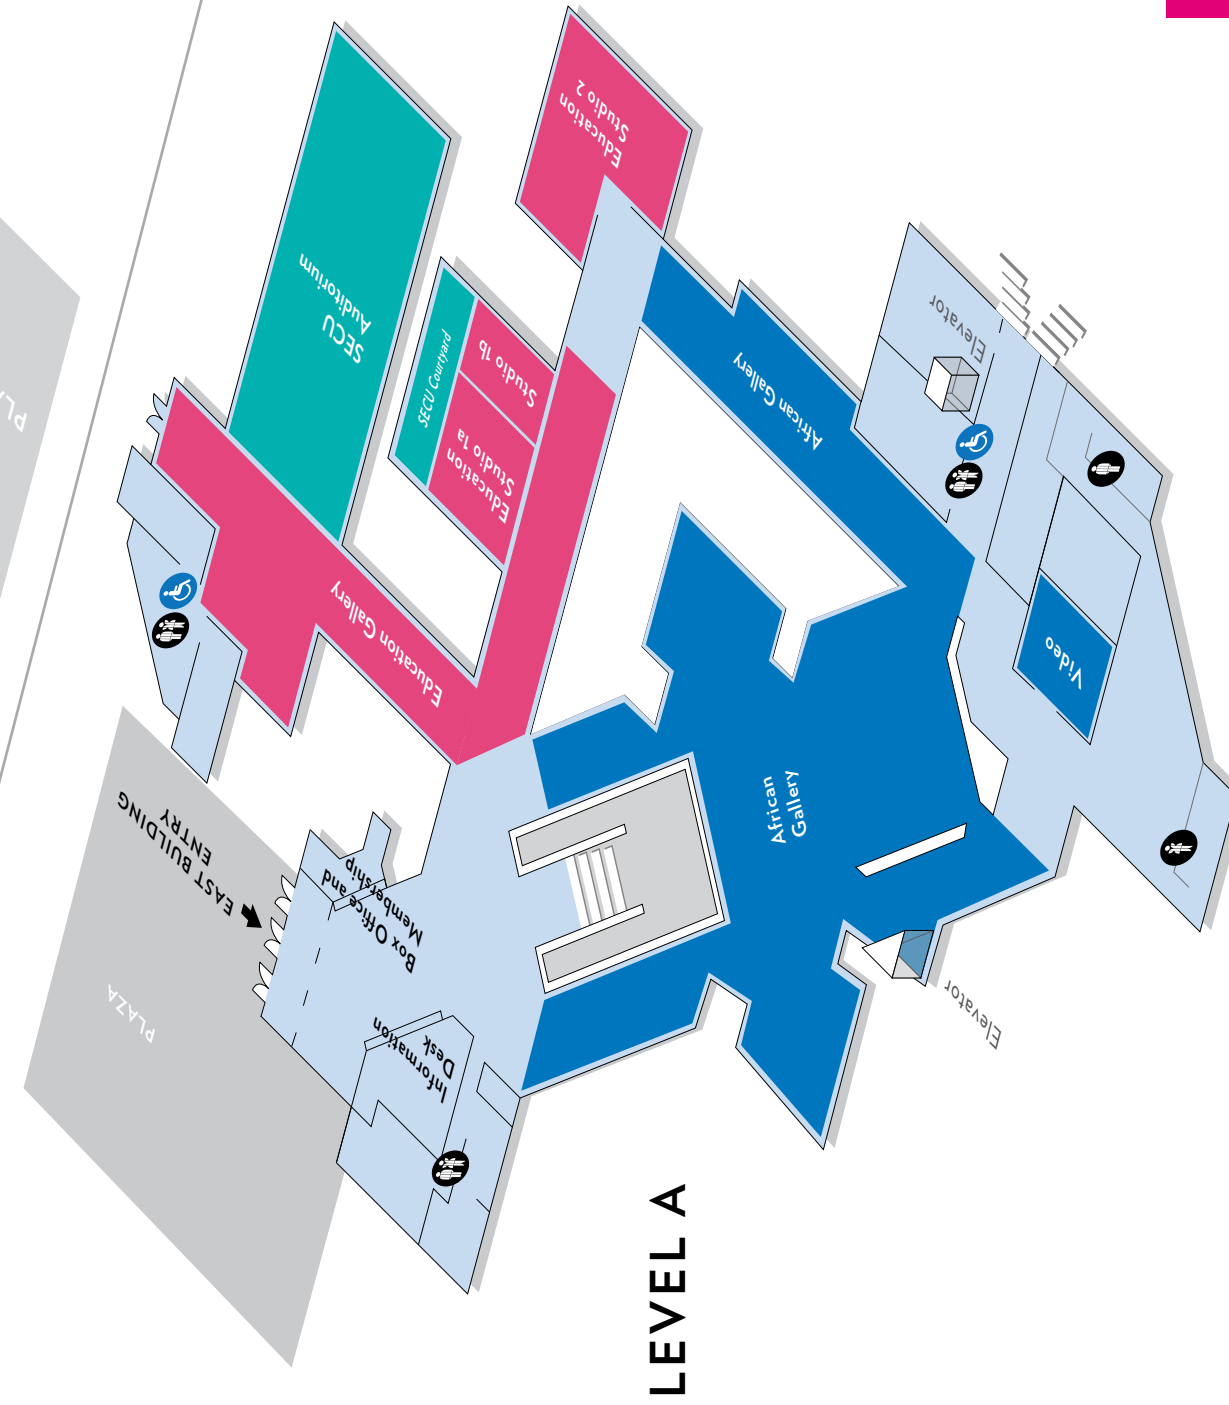 Education
Studio 2
SECU
Auditorium
SECU Courtyard
Studio 1b
Education
Studio 1a
Education Gallery
African Gallery
Elevator
Video
African
Gallery
Elevator
EAST BUILDING
ENTRY
Box Office and
Membership
Information
Desk
PLAZA
LEVEL A